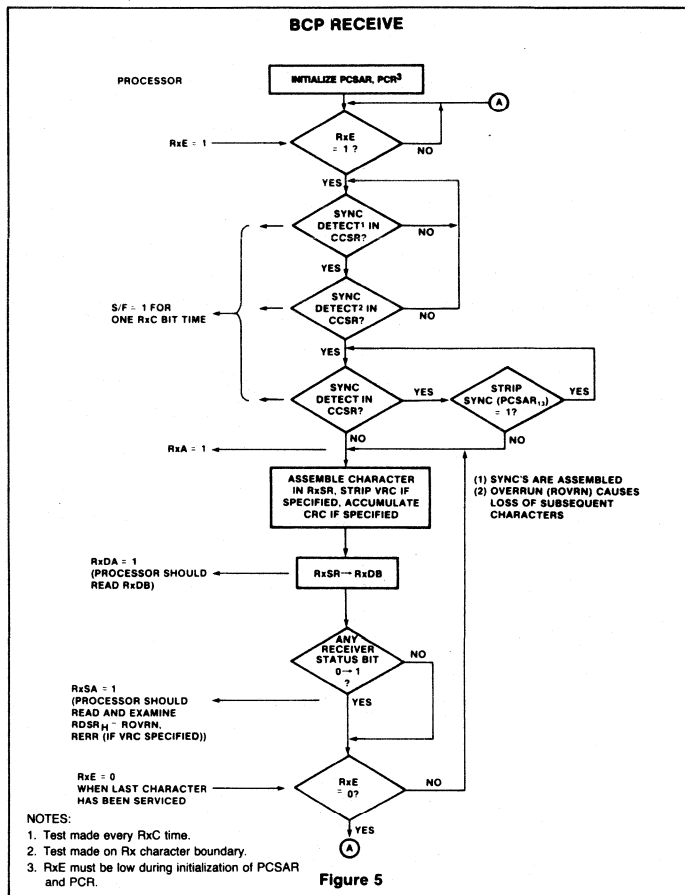 BCP RECEIVE
PROCESSOR
INITIALIZE PCSAR, PCR3
A
RxE
= 1 ?
RxE = 1
NO
YES
SYNC
DETECT1 IN
CCSR?
NO
YES
SYNC
DETECT2 IN
CCSR?
NO
S/F = 1 FOR
ONE RxC BIT TIME
YES
SYNC
DETECT IN
CCSR?
YES
STRIP
SYNC (PCSAR13)
= 1?
YES
NO
NO
RxA = 1
ASSEMBLE CHARACTER
IN RxSR, STRIP VRC IF
SPECIFIED, ACCUMULATE
CRC IF SPECIFIED
(1) SYNC'S ARE ASSEMBLED
(2) OVERRUN (ROVRN) CAUSES
LOSS OF SUBSEQUENT
CHARACTERS
RxDA = 1
(PROCESSOR SHOULD
READ RxDB)
RxSR→RxDB
ANY
RECEIVER
STATUS BIT
0→1
?
NO
YES
RxSA = 1
(PROCESSOR SHOULD
READ AND EXAMINE
RDSRH – ROVRN,
RERR (IF VRC SPECIFIED))
RxE = 0
WHEN LAST CHARACTER
HAS BEEN SERVICED
RxE
= 0?
NO
YES
A
NOTES:
1. Test made every RxC time.
2. Test made on Rx character boundary.
3. RxE must be low during initialization of PCSAR
and PCR.
Figure 5